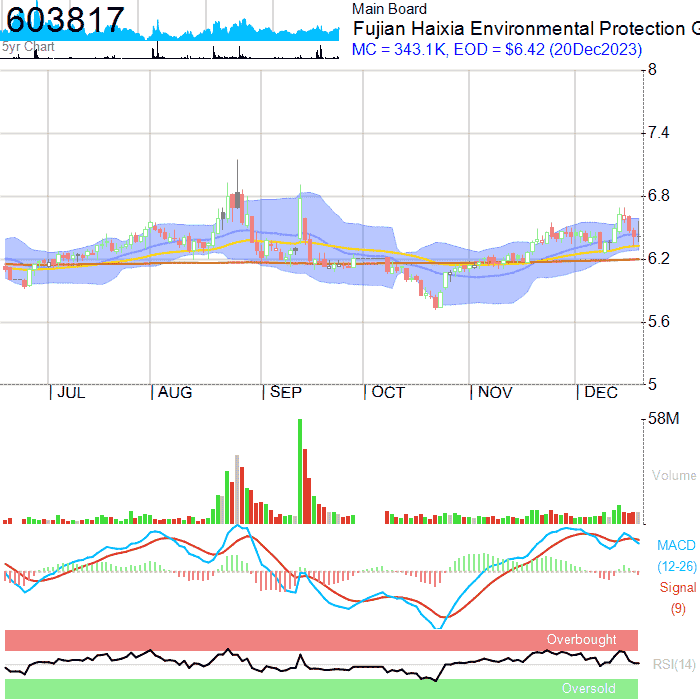 603817
5yr Chart
Main Board
Fujian Haixia Environmental Protection G
MC = 343.1K, EOD = $6.42 (20Dec2023)
8
7.4
6.8
6.2
5.6
5
JUL AUG SEP OCT NOV DEC
58M
Volume
MACD
(12-26)
Signal
(9)
Overbought
RSI(14)
Oversold